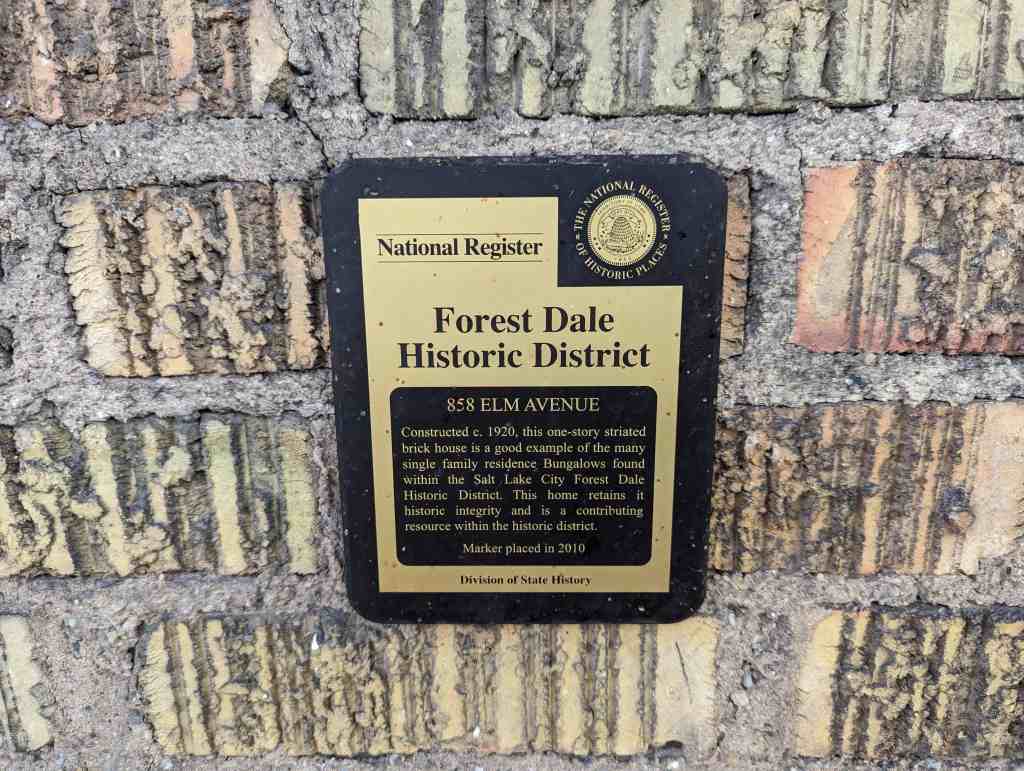 THE NATIONAL REGISTER
OF HISTORIC PLACES
National Register
Forest Dale
Historic District
858 ELM AVENUE
Constructed c. 1920, this one-story striated
brick house is a good example of the many
single family residence Bungalows found
within the Salt Lake City Forest Dale
Historic District. This home retains it
historic integrity and is a contributing
resource within the historic district.
Marker placed in 2010
Division of State History